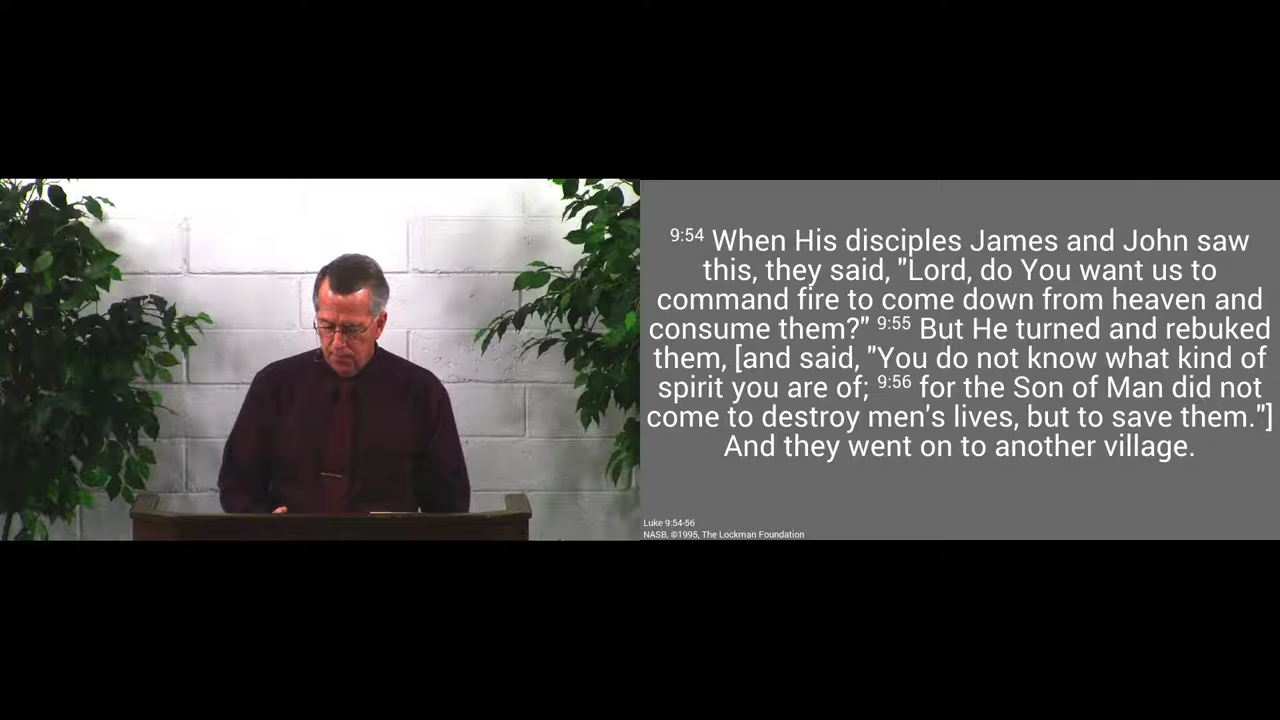 9:54 When His disciples James and John saw
this, they said, "Lord, do You want us to
command fire to come down from heaven and
consume them?" 9:55 But He turned and rebuked
them, [and said, "You do not know what kind of
spirit you are of; 9:56 for the Son of Man did not
come to destroy men's lives, but to save them."]
And they went on to another village.
Luke 9:54-56
NASB, ©1995, The Lockman Foundation